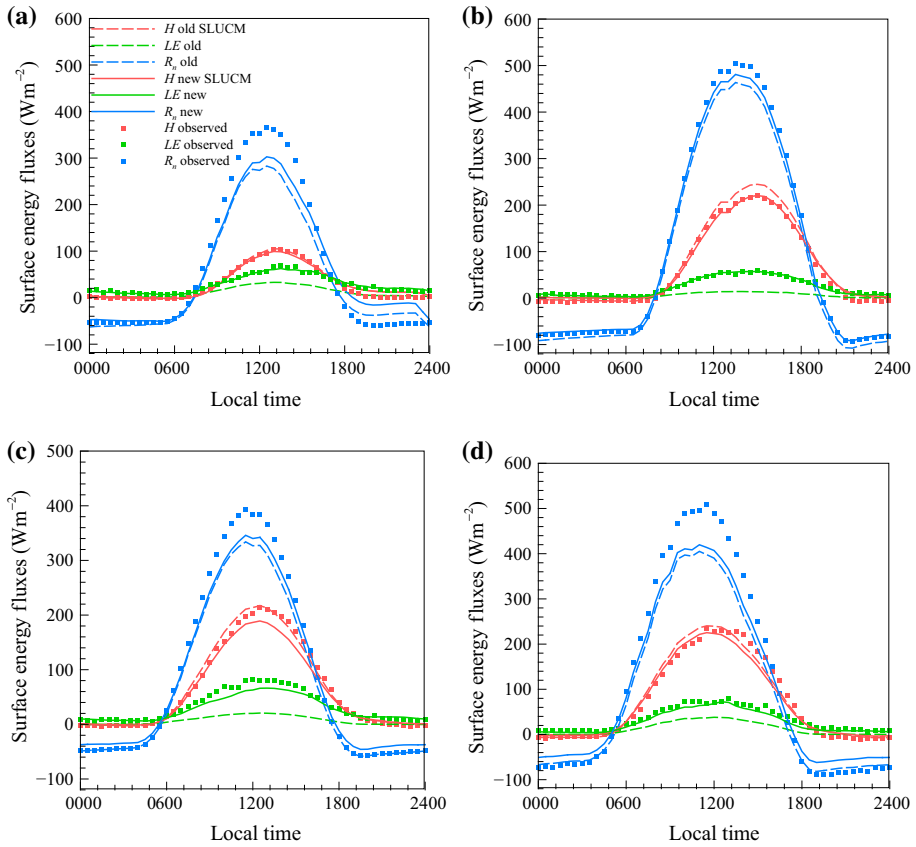 (a)
600
500
400
300
200
100
0
−100
Surface energy fluxes (Wm−2)
H old SLUCM
LE old
Rn old
H new SLUCM
LE new
Rn new
H observed
LE observed
Rn observed
0000 0600 1200 1800 2400
Local time
(b)
600
500
400
300
200
100
0
−100
Surface energy fluxes (Wm−2)
0000 0600 1200 1800 2400
Local time
(c)
500
400
300
200
100
0
−100
Surface energy fluxes (Wm−2)
0000 0600 1200 1800 2400
Local time
(d)
600
500
400
300
200
100
0
−100
Surface energy fluxes (Wm−2)
0000 0600 1200 1800 2400
Local time